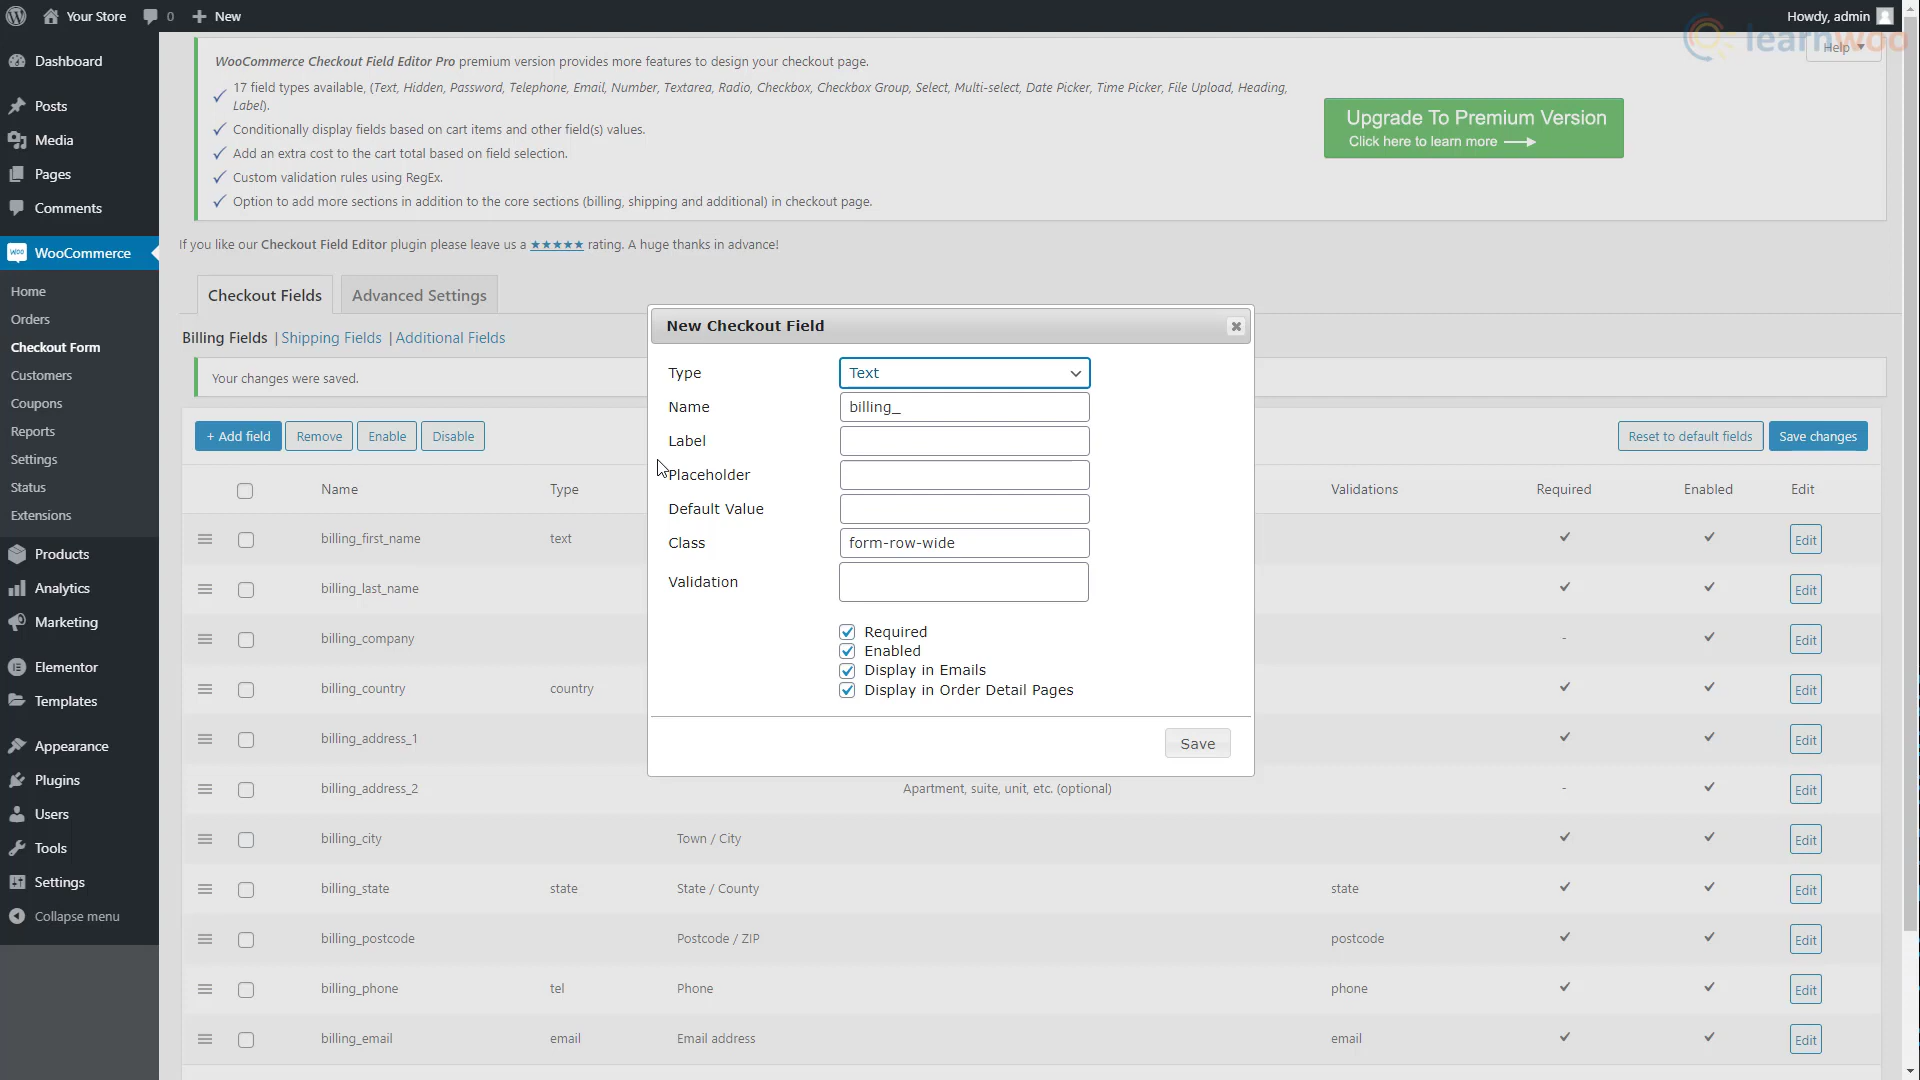 Your Store
0
New
Howdy, admin
learnwoo
Help
Dashboard
Posts
Media
Pages
Comments
WooCommerce
Home
Orders
Checkout Form
Customers
Coupons
Reports
Settings
Status
Extensions
Products
Analytics
Marketing
Elementor
Templates
Appearance
Plugins
Users
Tools
Settings
Collapse menu
WooCommerce Checkout Field Editor Pro premium version provides more features to design your checkout page.
17 field types available, (Text, Hidden, Password, Telephone, Email, Number, Textarea, Radio, Checkbox, Checkbox Group, Select, Multi-select, Date Picker, Time Picker, File Upload, Heading,
Label).
Conditionally display fields based on cart items and other field(s) values.
Add an extra cost to the cart total based on field selection.
Custom validation rules using RegEx.
Option to add more sections in addition to the core sections (billing, shipping and additional) in checkout page.
Upgrade To Premium Version
Click here to learn more
If you like our Checkout Field Editor plugin please leave us a ★★★★★ rating. A huge thanks in advance!
Checkout Fields
Advanced Settings
Billing Fields | Shipping Fields | Additional Fields
Your changes were saved.
+ Add field
Remove
Enable
Disable
Reset to default fields
Save changes
Name
Type
Validations
Required
Enabled
Edit
billing_first_name
text
Edit
billing_last_name
Edit
billing_company
-
Edit
billing_country
country
Edit
billing_address_1
Edit
billing_address_2
Apartment, suite, unit, etc. (optional)
-
Edit
billing_city
Town / City
Edit
billing_state
state
State / County
state
Edit
billing_postcode
Postcode / ZIP
postcode
Edit
billing_phone
tel
Phone
phone
Edit
billing_email
email
Email address
email
Edit
New Checkout Field
Type
Text
Name
billing_
Label
Placeholder
Default Value
Class
form-row-wide
Validation
Required
Enabled
Display in Emails
Display in Order Detail Pages
Save